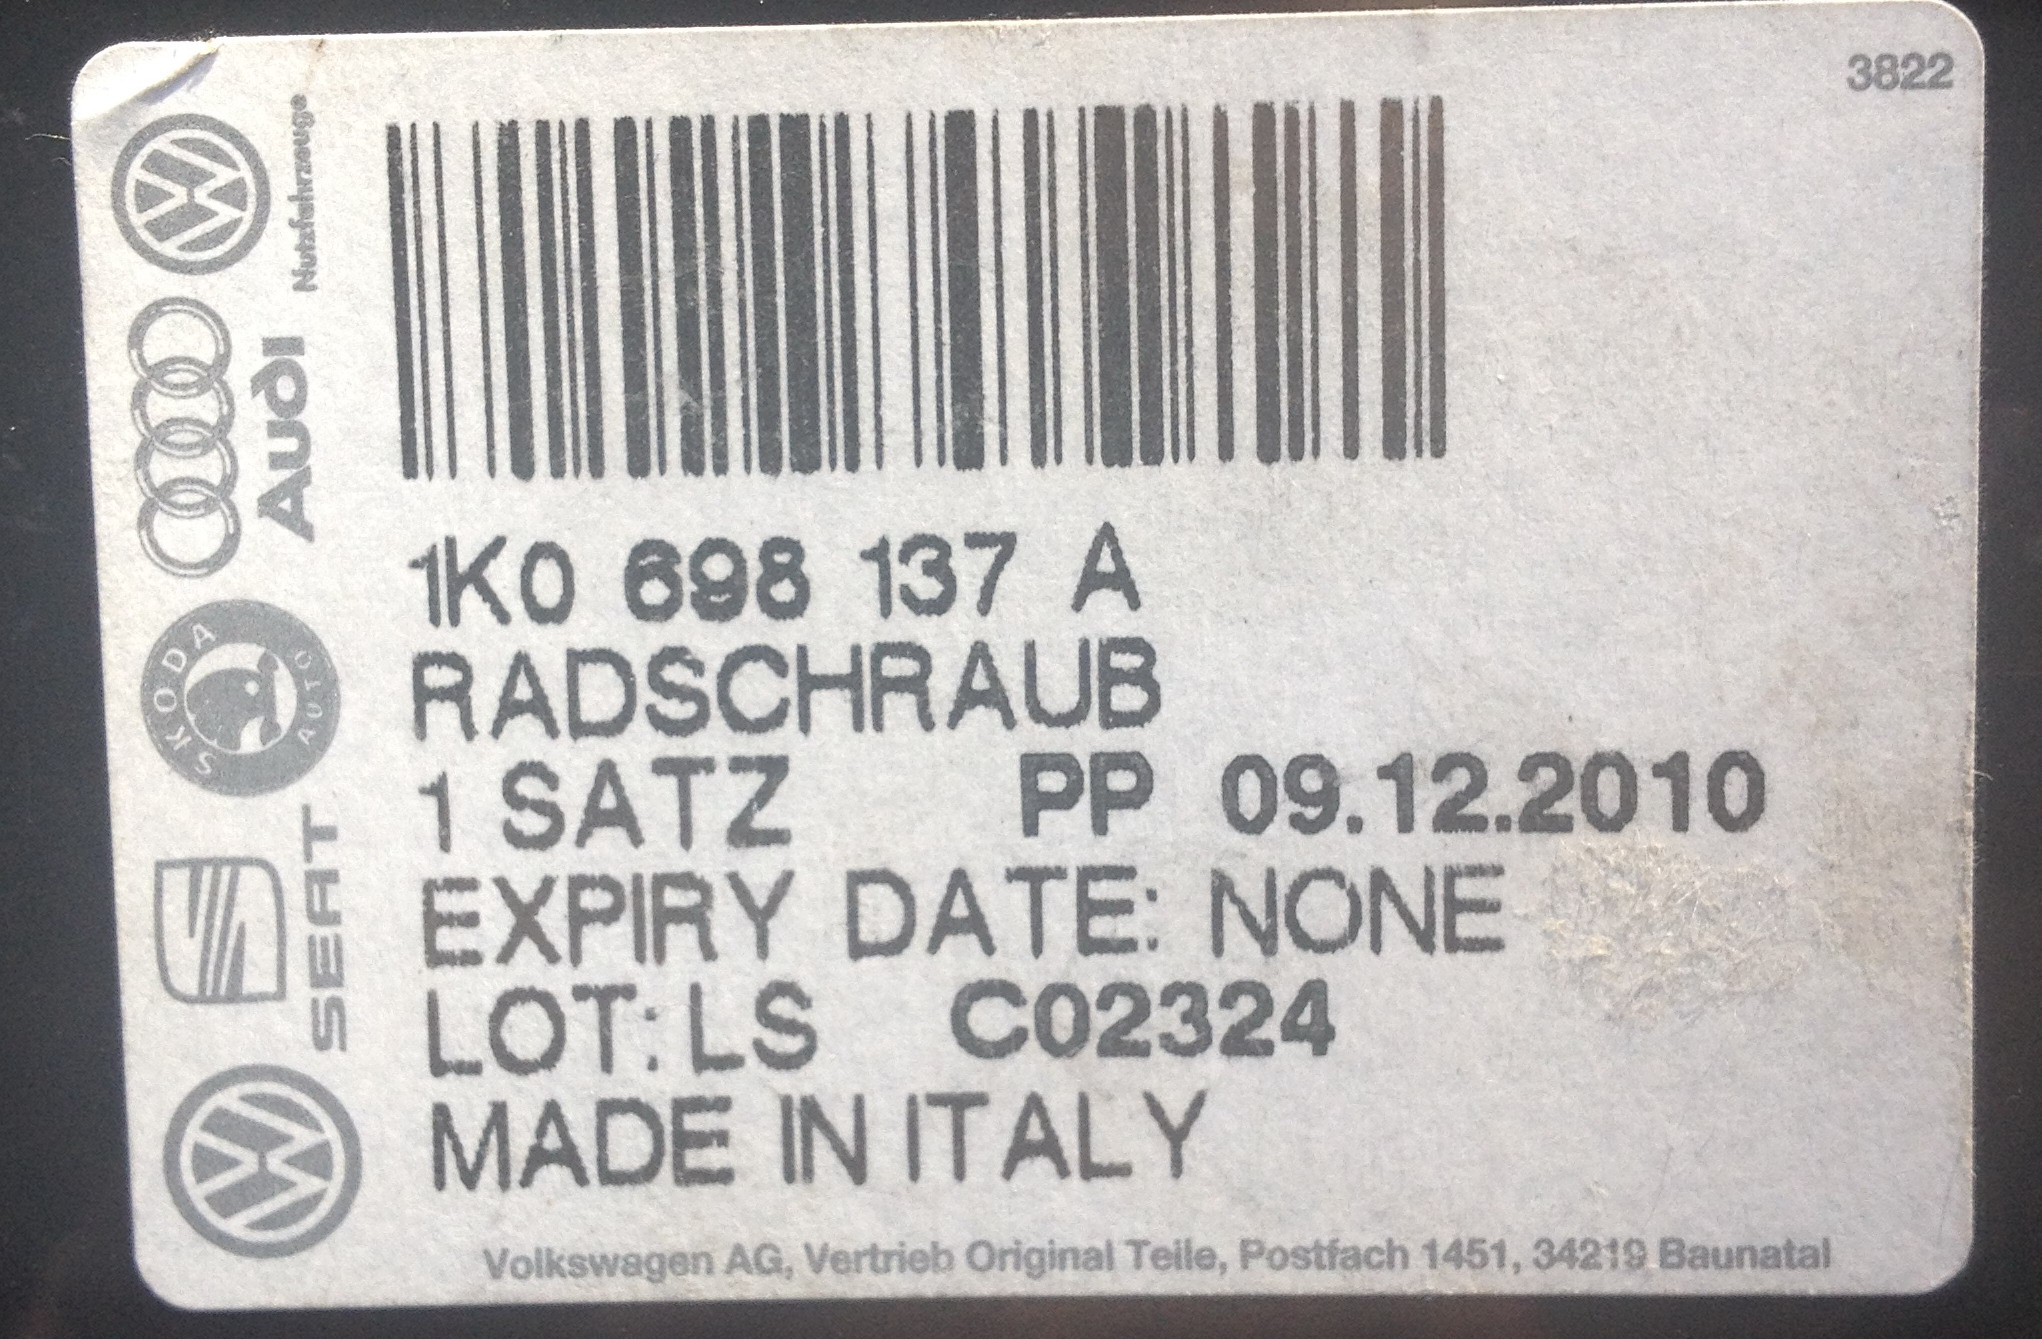 3822
Nutzfahrzeuge
Audi
SKODA
AUTO
SEAT
1K0 698 137 A
RADSCHRAUB
1 SATZ PP 09.12.2010
EXPIRY DATE: NONE
LOT: LS C02324
MADE IN ITALY
Volkswagen AG, Vertrieb Original Teile, Postfach 1451, 34219 Baunatal